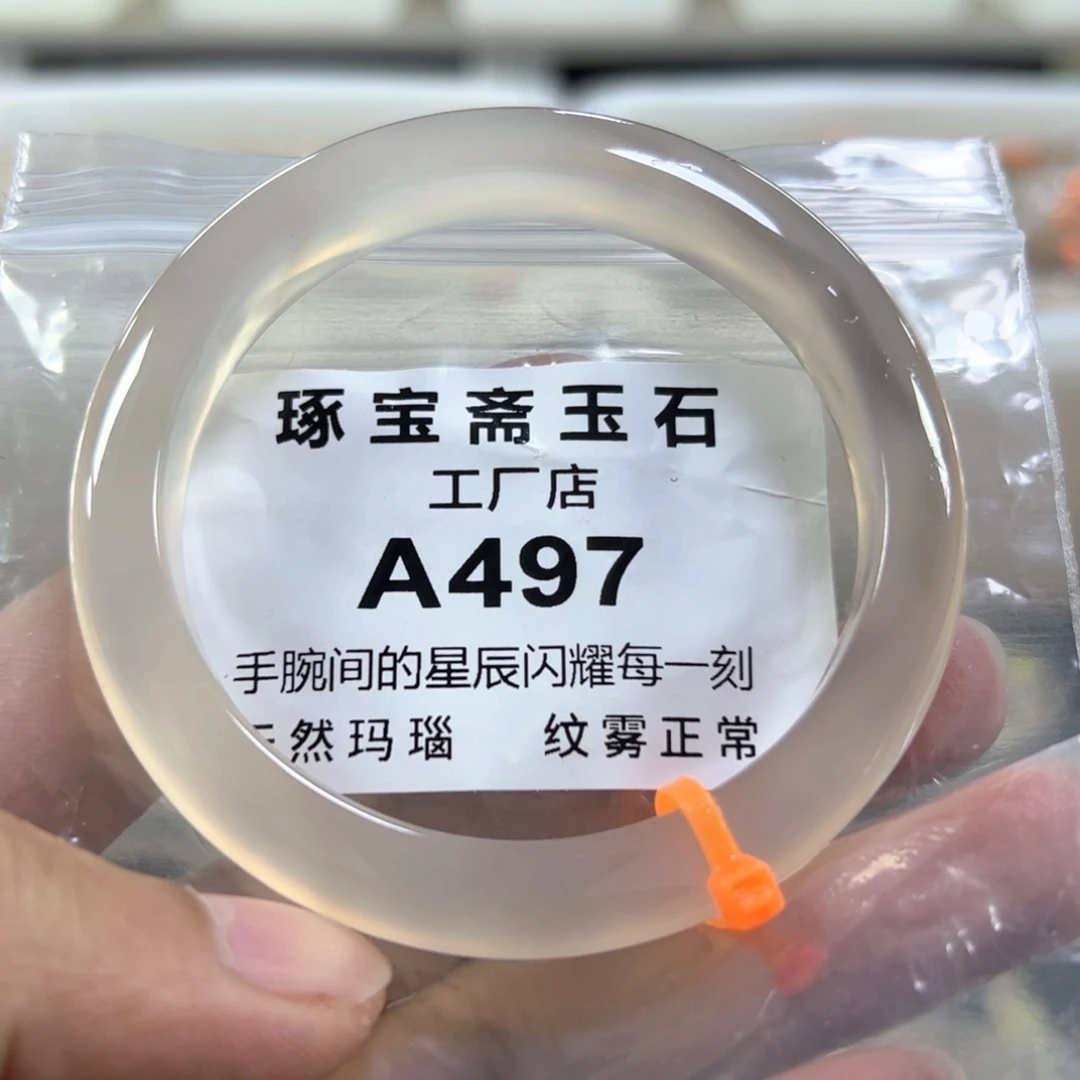 琢宝斋玉石
工厂店
A497
手腕间的星辰闪耀每一刻
天然玛瑙 纹雾正常